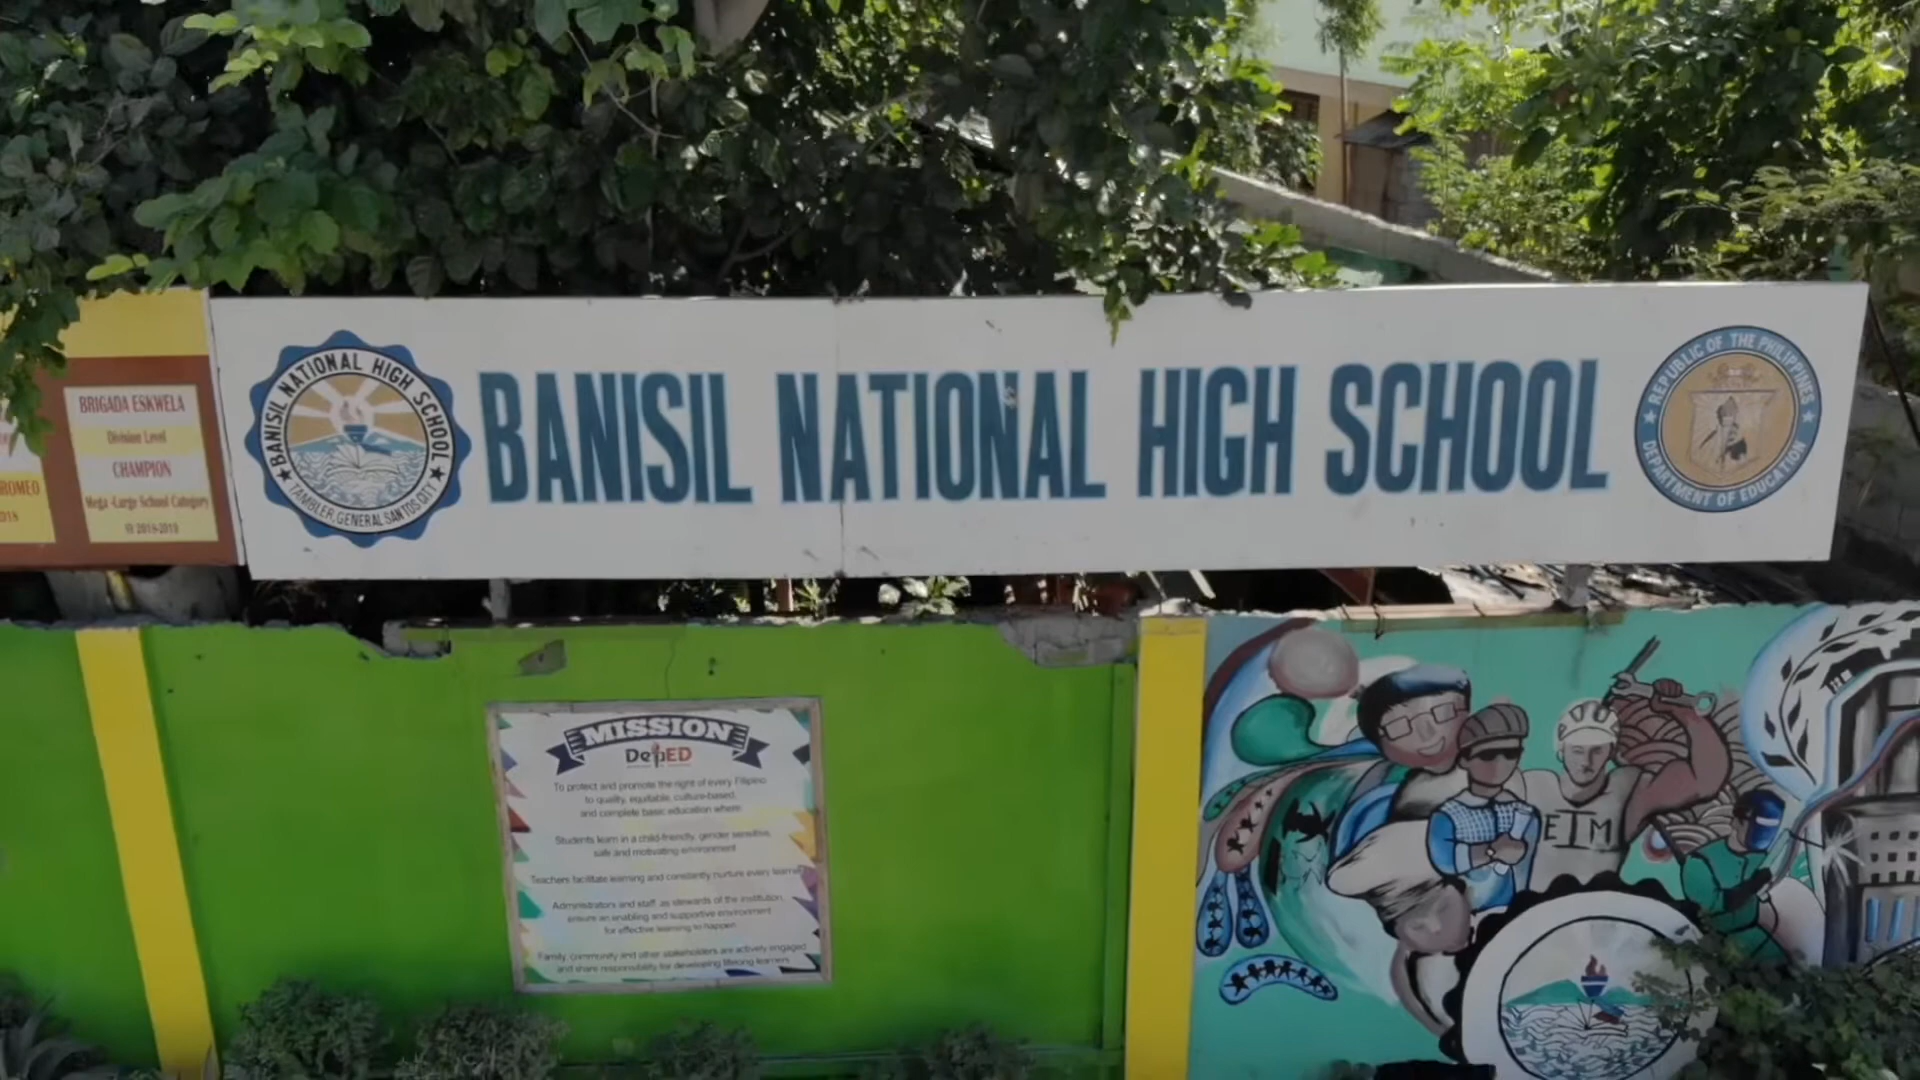 BRIGADA ESKWELA
Division Level
CHAMPION
Mega -Large School Category
2018-2019
ROMEO
2018
BANISIL NATIONAL HIGH SCHOOL
TAMBLER, GENERAL SANTOS CITY
BANISIL NATIONAL HIGH SCHOOL
REPUBLIC OF THE PHILIPPINES
DEPARTMENT OF EDUCATION
MISSION
DepED
To protect and promote the right of every Filipino
to quality, equitable, culture-based,
and complete basic education where
Students learn in a child-friendly, gender sensitive,
safe and motivating environment
Teachers facilitate learning and constantly nurture every learner
Administrators and staff, as stewards of the institution,
ensure an enabling and supportive environment
for effective learning to happen
Family, community and other stakeholders are actively engaged
and share responsibility for developing lifelong learners
EIM